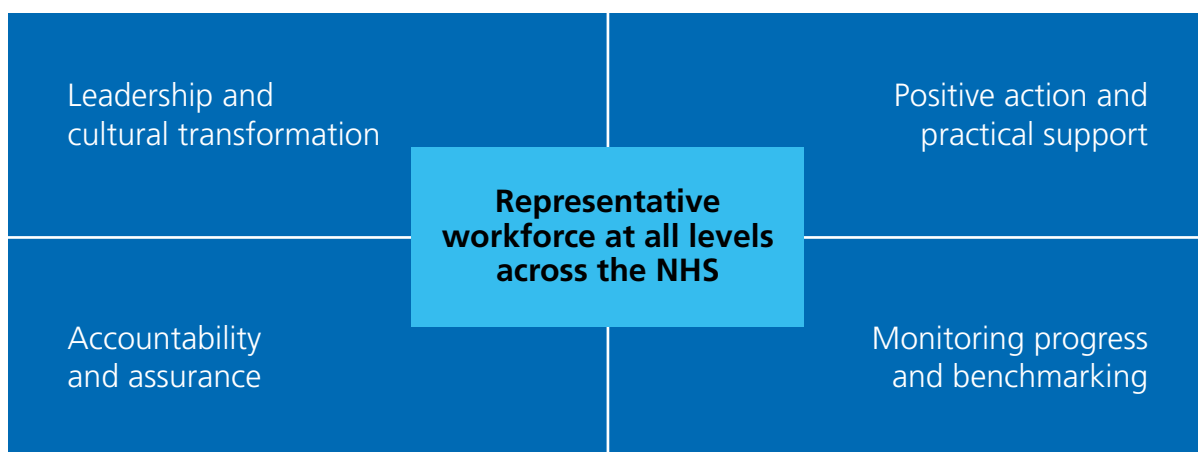 Leadership and
cultural transformation
Positive action and
practical support
Representative
workforce at all levels
across the NHS
Accountability
and assurance
Monitoring progress
and benchmarking